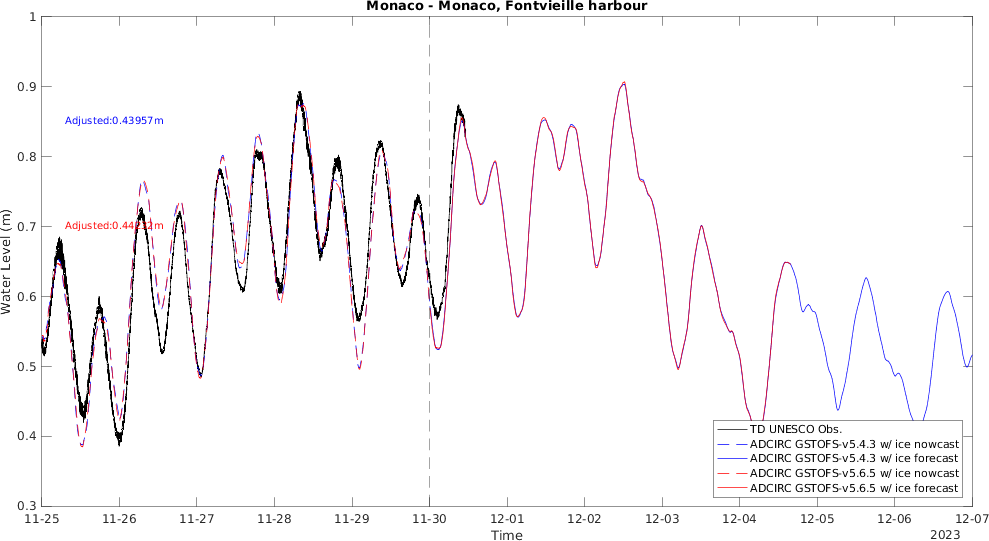 Monaco - Monaco, Fontvieille harbour
1
0.9
0.8
0.7
0.6
0.5
0.4
0.3
Water Level (m)
Adjusted:0.43957m
11-25
11-26
11-27
11-28
11-29
11-30
12-01
12-02
12-03
12-04
12-05
12-06
12-07
Time
2023
TD UNESCO Obs.
ADCIRC GSTOFS-v5.4.3 w/ ice nowcast
ADCIRC GSTOFS-v5.4.3 w/ ice forecast
ADCIRC GSTOFS-v5.6.5 w/ ice nowcast
ADCIRC GSTOFS-v5.6.5 w/ ice forecast